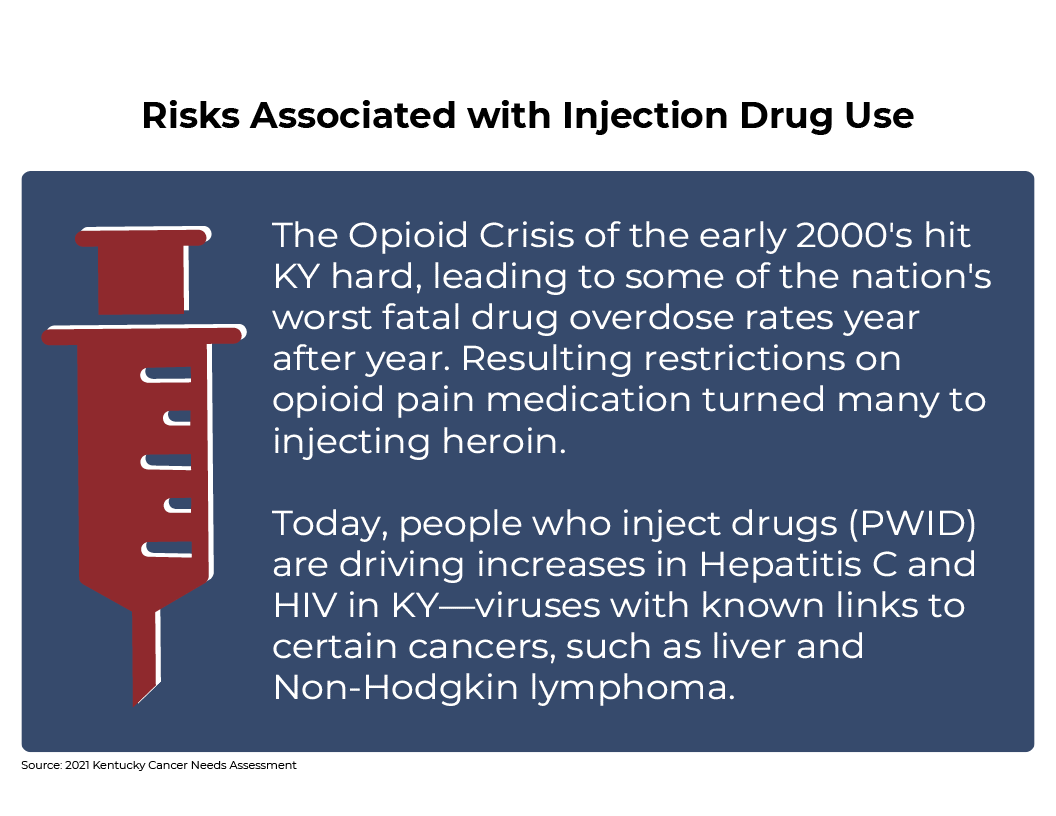 Risks Associated with Injection Drug Use
The Opioid Crisis of the early 2000's hit
KY hard, leading to some of the nation's
worst fatal drug overdose rates year
after year. Resulting restrictions on
opioid pain medication turned many to
injecting heroin.
Today, people who inject drugs (PWID)
are driving increases in Hepatitis C and
HIV in KY—viruses with known links to
certain cancers, such as liver and
Non-Hodgkin lymphoma.
Source: 2021 Kentucky Cancer Needs Assessment